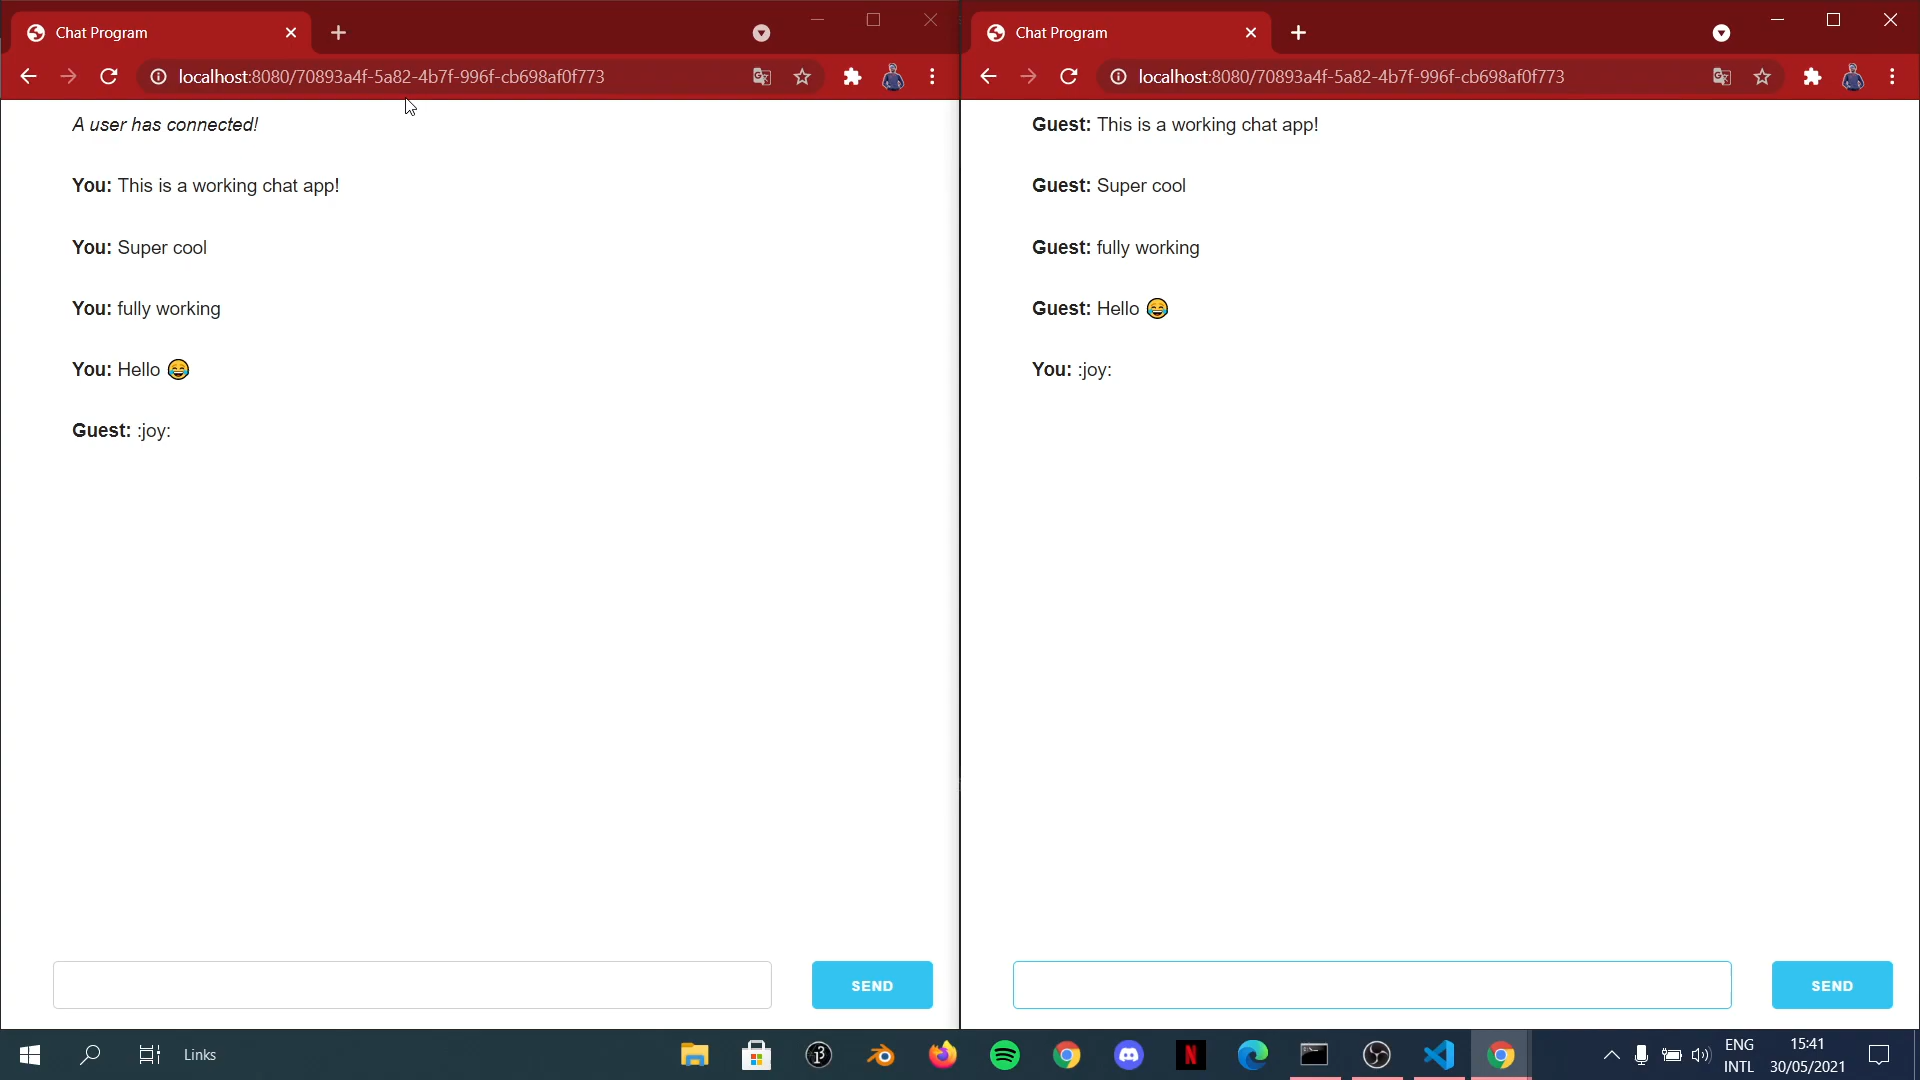 Chat Program
localhost:8080/70893a4f-5a82-4b7f-996f-cb698af0f773
A user has connected!
You: This is a working chat app!
You: Super cool
You: fully working
You: Hello 😂
Guest: :joy:
SEND
Chat Program
localhost:8080/70893a4f-5a82-4b7f-996f-cb698af0f773
Guest: This is a working chat app!
Guest: Super cool
Guest: fully working
Guest: Hello 😂
You: :joy:
SEND
Links
ENG
INTL
15:41
30/05/2021